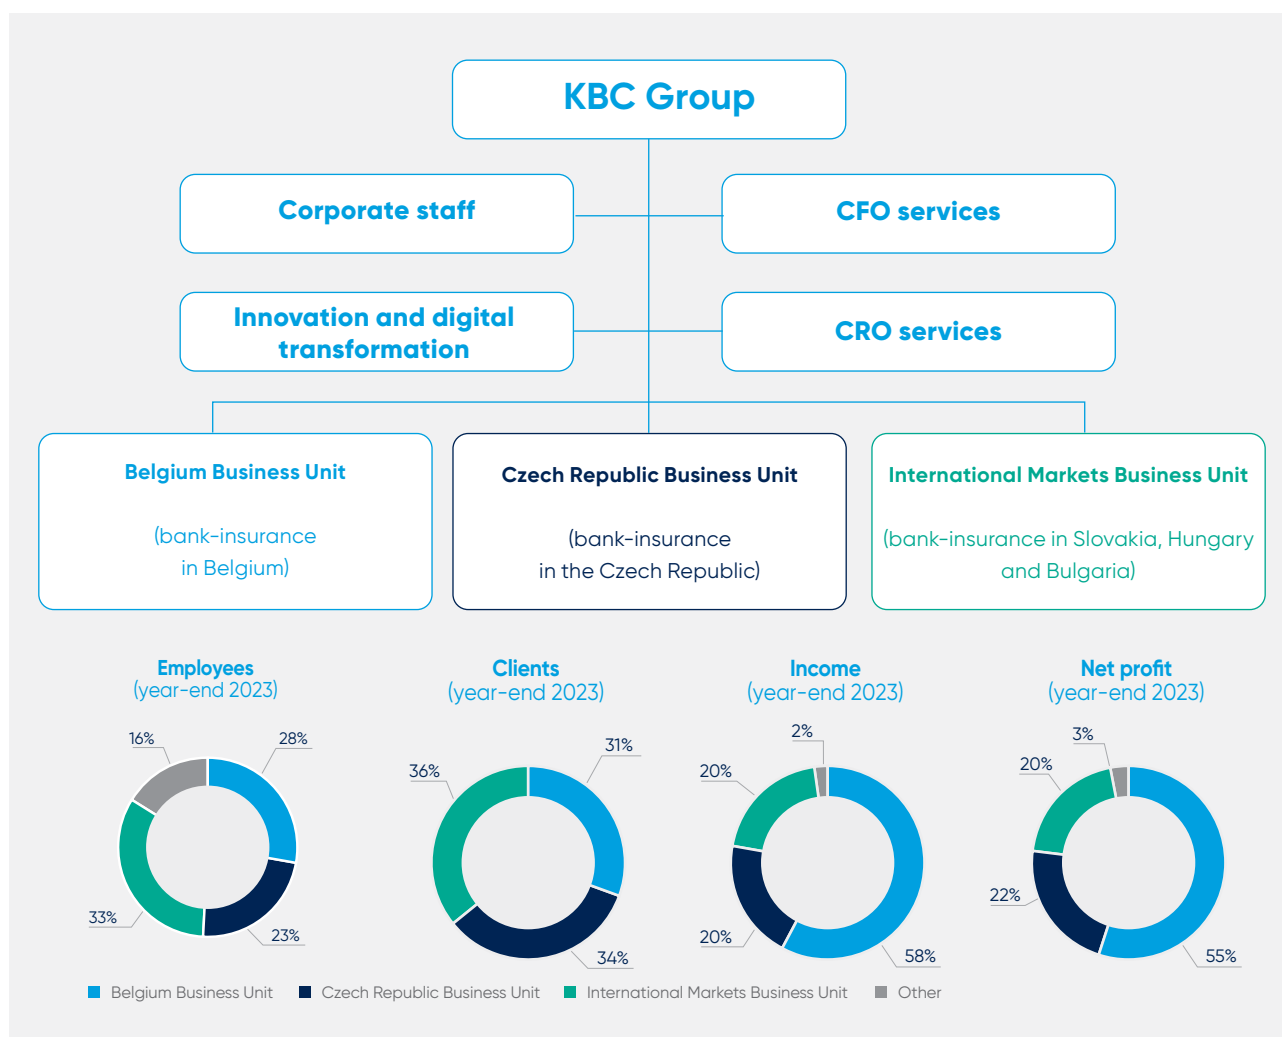 KBC Group
Corporate staff
CFO services
Innovation and digital
transformation
CRO services
Belgium Business Unit
(bank-insurance
in Belgium)
Czech Republic Business Unit
(bank-insurance
in the Czech Republic)
International Markets Business Unit
(bank-insurance in Slovakia, Hungary
and Bulgaria)
Employees
(year-end 2023)
16%
28%
33%
23%
Clients
(year-end 2023)
31%
36%
34%
Income
(year-end 2023)
2%
20%
20%
58%
Net profit
(year-end 2023)
3%
20%
22%
55%
Belgium Business Unit
Czech Republic Business Unit
International Markets Business Unit
Other